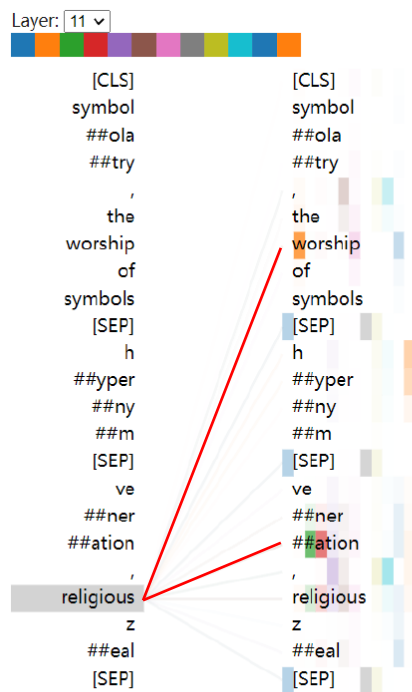 Layer: 11
[CLS] [CLS]
symbol symbol
##ola ##ola
##try ##try
, ,
the the
worship worship
of of
symbols symbols
[SEP] [SEP]
h h
##yper ##yper
##ny ##ny
##m ##m
[SEP] [SEP]
ve ve
##ner ##ner
##ation ##ation
, ,
religious religious
z z
##eal ##eal
[SEP] [SEP]